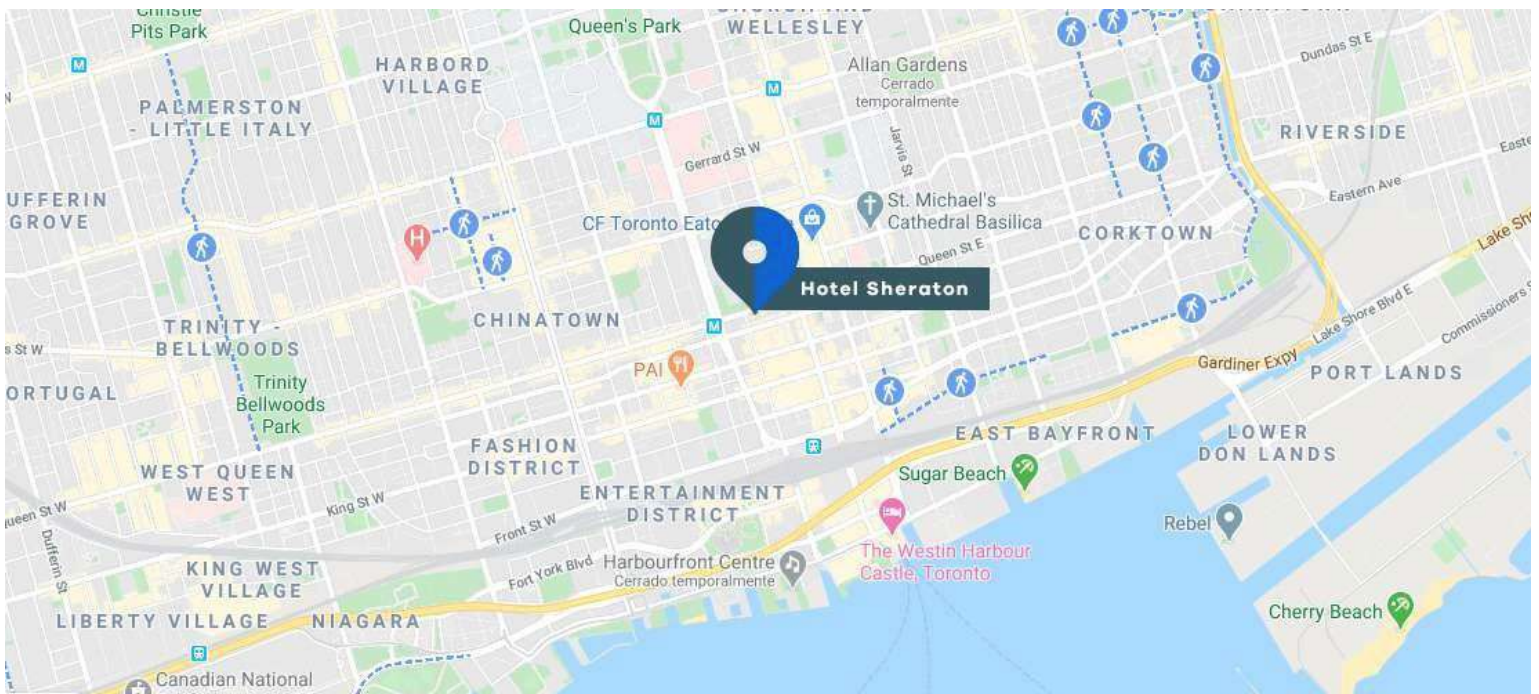 Christie
Pits Park
Queen's Park
WELLESLEY
Dundas St E
HARBORD
VILLAGE
Allan Gardens
Cerrado
temporalmente
M
M
M
PALMERSTON
- LITTLE ITALY
RIVERSIDE
Gerrard St W
Jarvis St
Eastern Ave
UFFERIN
GROVE
H
CF Toronto Eato
St. Michael's
Cathedral Basilica
Queen St E
CORKTOWN
Lake Sh
Hotel Sheraton
CHINATOWN
M
TRINITY -
BELLWOODS
s St W
PAI
Lake Shore Blvd E
Commissioners S
Gardiner Expy
PORT LANDS
ORTUGAL
Trinity
Bellwoods
Park
FASHION
DISTRICT
EAST BAYFRONT
LOWER
DON LANDS
WEST QUEEN
WEST
Sugar Beach
ENTERTAINMENT
DISTRICT
King St W
ueen St W
Front St W
Rebel
Dufferin St
The Westin Harbour
Castle, Toronto
Harbourfront Centre
Cerrado temporalmente
Fort York Blvd
KING WEST
VILLAGE
LIBERTY VILLAGE
NIAGARA
Cherry Beach
Canadian National